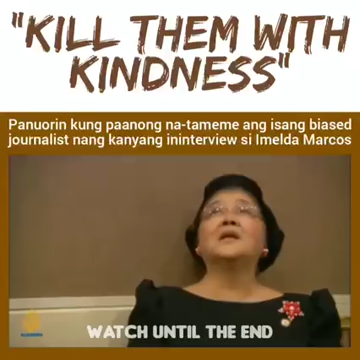 "KILL THEM WITH
KINDNESS"
Panuorin kung paanong na-tameme ang isang biased
journalist nang kanyang ininterview si Imelda Marcos
WATCH UNTIL THE END